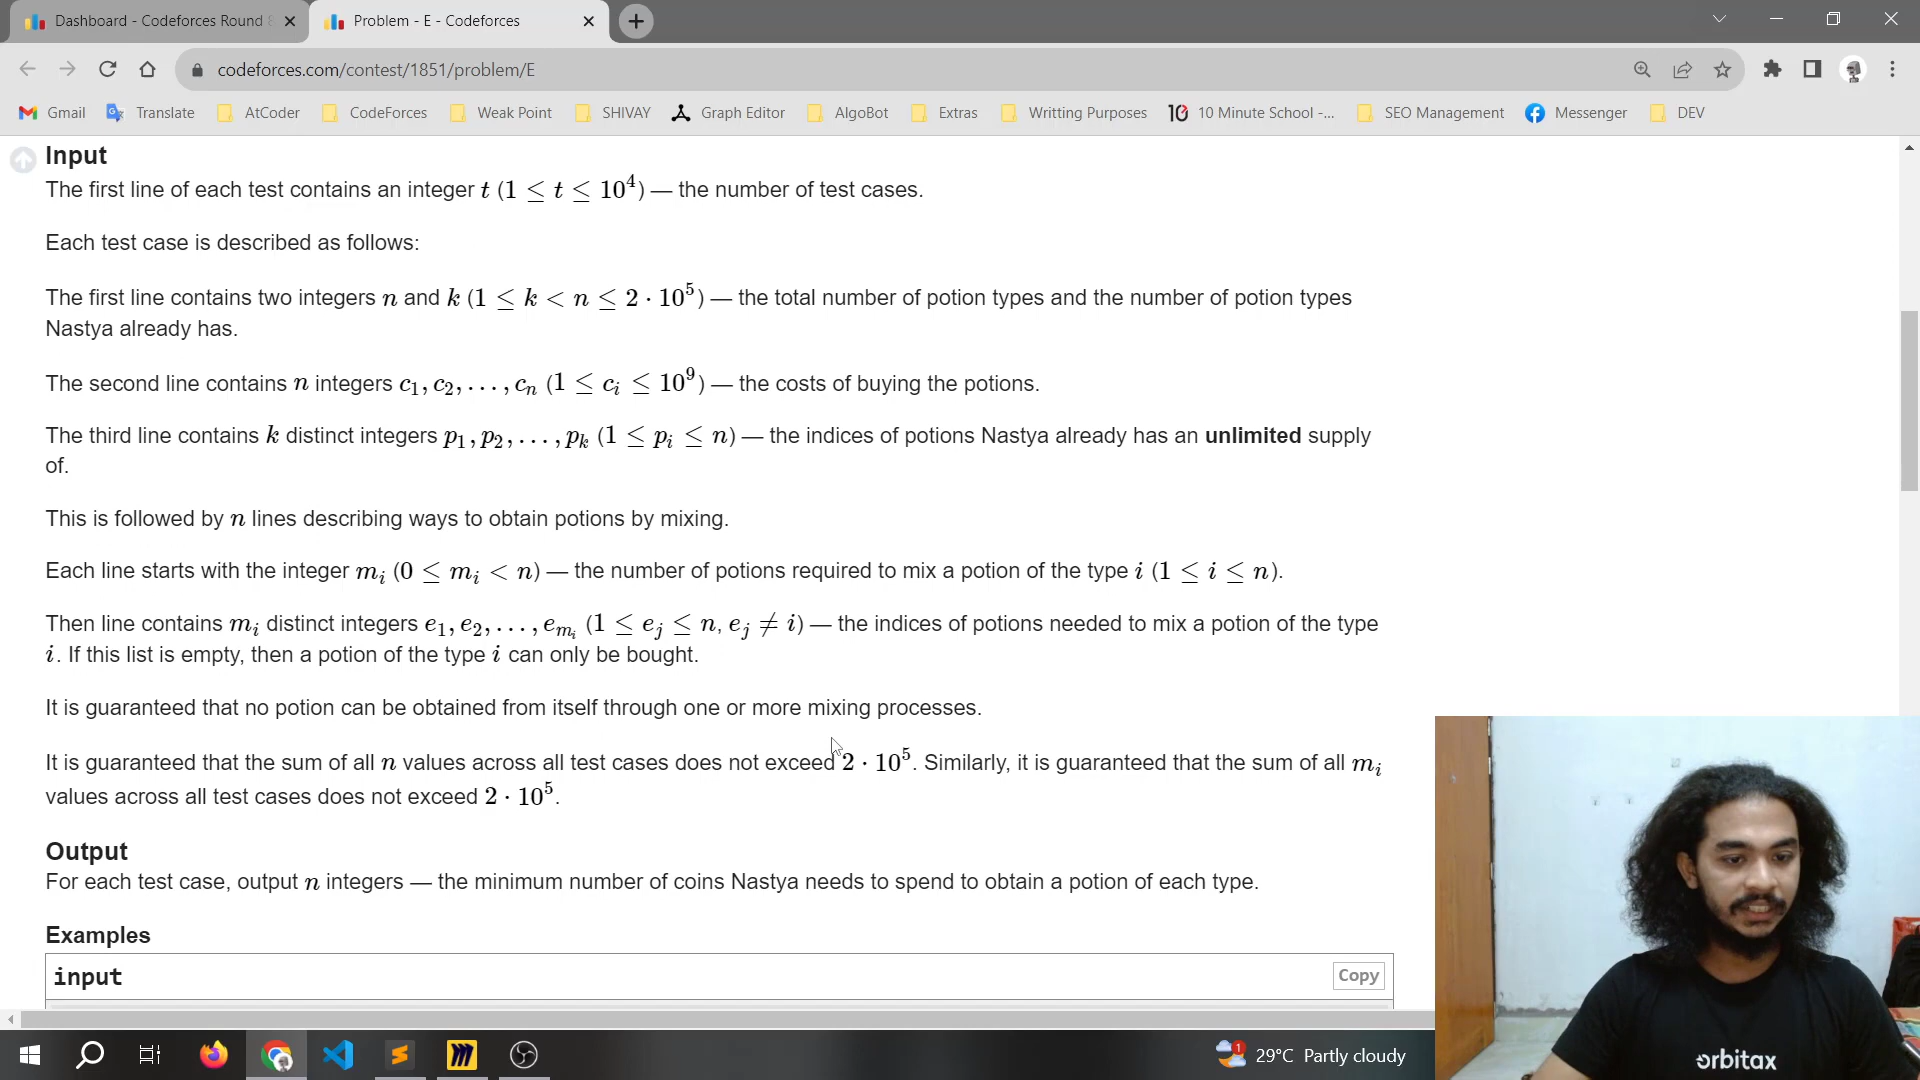 Dashboard - Codeforces Round 8
Problem - E - Codeforces
codeforces.com/contest/1851/problem/E
Gmail Translate AtCoder CodeForces Weak Point SHIVAY Graph Editor AlgoBot Extras Writting Purposes 10 Minute School -... SEO Management Messenger DEV
Input
The first line of each test contains an integer t (1 ≤ t ≤ 10⁴) — the number of test cases.
Each test case is described as follows:
The first line contains two integers n and k (1 ≤ k < n ≤ 2 · 10⁵) — the total number of potion types and the number of potion types
Nastya already has.
The second line contains n integers c₁, c₂, . . . , cₙ (1 ≤ cᵢ ≤ 10⁹) — the costs of buying the potions.
The third line contains k distinct integers p₁, p₂, . . . , pₖ (1 ≤ pᵢ ≤ n) — the indices of potions Nastya already has an unlimited supply
of.
This is followed by n lines describing ways to obtain potions by mixing.
Each line starts with the integer mᵢ (0 ≤ mᵢ < n) — the number of potions required to mix a potion of the type i (1 ≤ i ≤ n).
Then line contains mᵢ distinct integers e₁, e₂, . . . , eₘᵢ (1 ≤ eⱼ ≤ n, eⱼ ≠ i) — the indices of potions needed to mix a potion of the type
i. If this list is empty, then a potion of the type i can only be bought.
It is guaranteed that no potion can be obtained from itself through one or more mixing processes.
It is guaranteed that the sum of all n values across all test cases does not exceed 2 · 10⁵. Similarly, it is guaranteed that the sum of all mᵢ
values across all test cases does not exceed 2 · 10⁵.
Output
For each test case, output n integers — the minimum number of coins Nastya needs to spend to obtain a potion of each type.
Examples
input
Copy
orbitax
1
29°C Partly cloudy